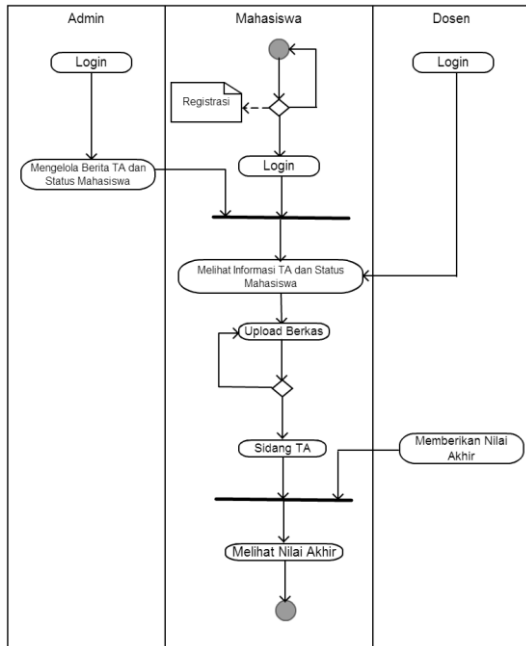 Admin
Mahasiswa
Dosen
Login
Login
Registrasi
Mengelola Berita TA dan
Status Mahasiswa
Login
Melihat Informasi TA dan Status
Mahasiswa
Upload Berkas
Sidang TA
Memberikan Nilai
Akhir
Melihat Nilai Akhir